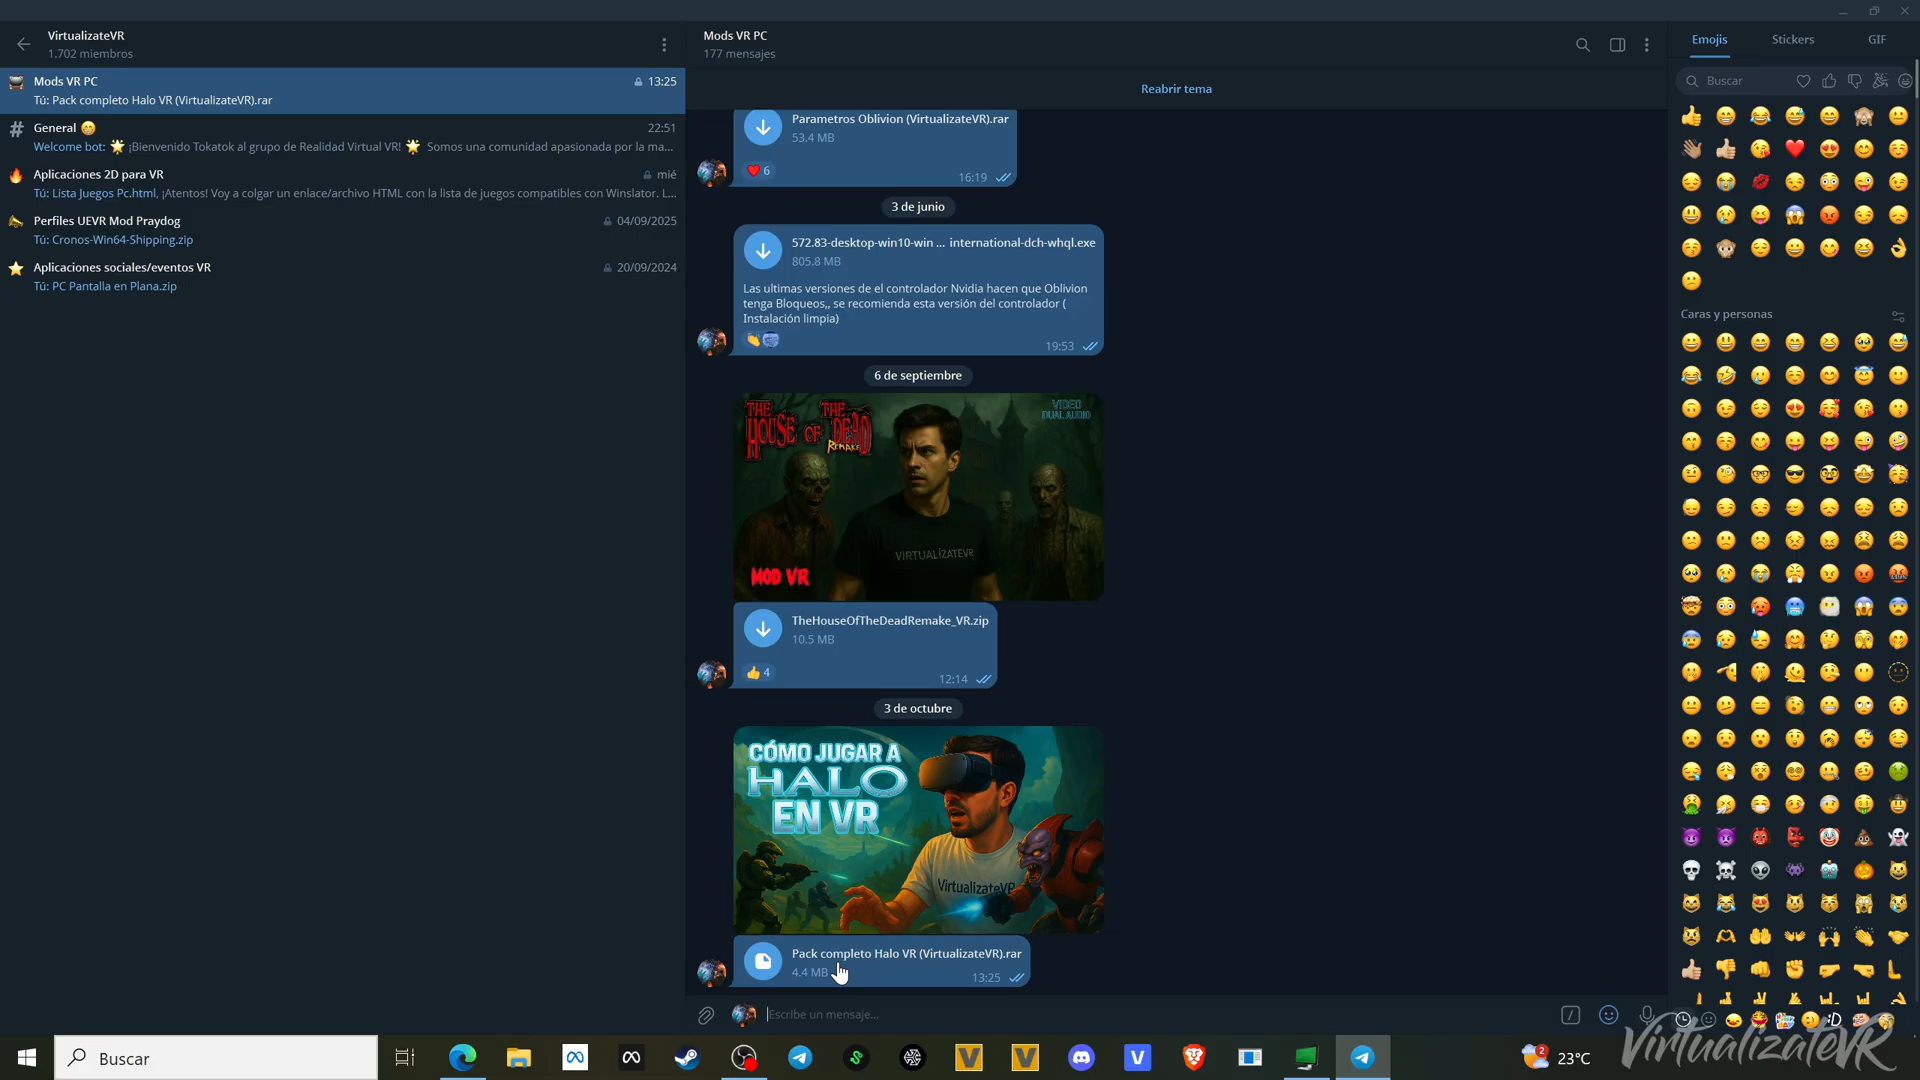 VirtualizateVR
1.702 miembros
Mods VR PC
13:25
Tú: Pack completo Halo VR (VirtualizateVR).rar
General
22:51
Welcome bot: ¡Bienvenido Tokatok al grupo de Realidad Virtual VR! Somos una comunidad apasionada por la ma...
Aplicaciones 2D para VR
mié
Tú: Lista Juegos Pc.html, ¡Atentos! Voy a colgar un enlace/archivo HTML con la lista de juegos compatibles con Winslator. L...
Perfiles UEVR Mod Praydog
04/09/2025
Tú: Cronos-Win64-Shipping.zip
Aplicaciones sociales/eventos VR
20/09/2024
Tú: PC Pantalla en Plana.zip
Mods VR PC
177 mensajes
Reabrir tema
Parametros Oblivion (VirtualizateVR).rar
53.4 MB
6
16:19
3 de junio
572.83-desktop-win10-win ... international-dch-whql.exe
805.8 MB
Las ultimas versiones de el controlador Nvidia hacen que Oblivion
tenga Bloqueos,, se recomienda esta versión del controlador (
Instalación limpia)
19:53
6 de septiembre
THE HOUSE OF THE DEAD
REMAKE
VIDEO
DUAL AUDIO
VIRTUALÍZATEVR
MOD VR
TheHouseOfTheDeadRemake_VR.zip
10.5 MB
4
12:14
3 de octubre
CÓMO JUGAR A
HALO
EN VR
VirtualizateVR
Pack completo Halo VR (VirtualizateVR).rar
4.4 MB
13:25
Escribe un mensaje...
Emojis
Stickers
GIF
Buscar
Caras y personas
Buscar
2
23°C
VirtualizateVR